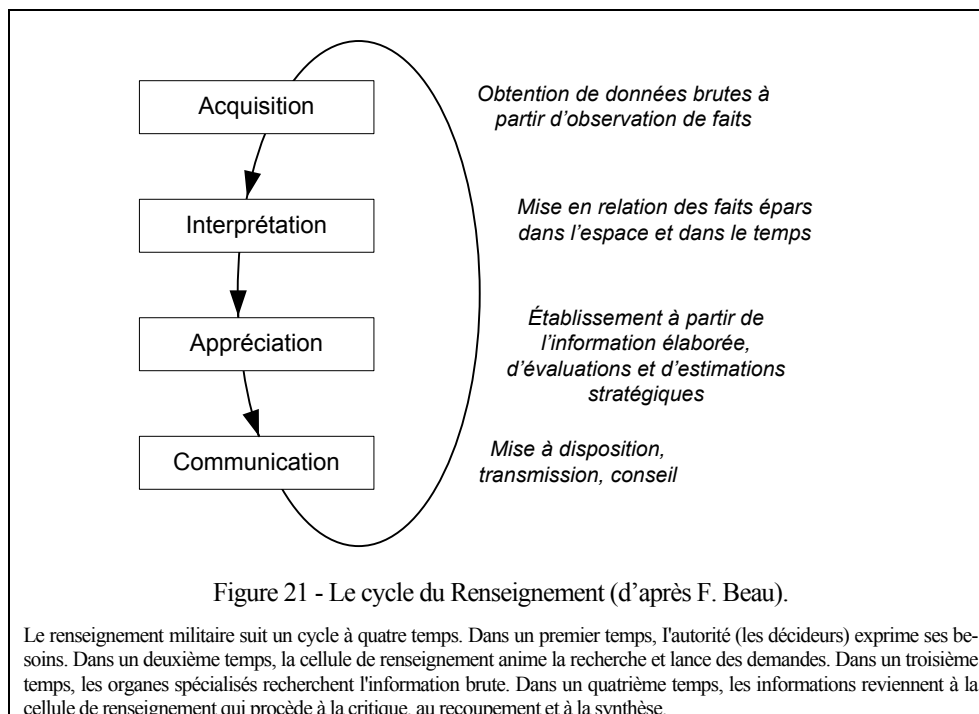 Acquisition
Obtention de données brutes à
partir d'observation de faits
Interprétation
Mise en relation des faits épars
dans l'espace et dans le temps
Appréciation
Établissement à partir de
l'information élaborée,
d'évaluations et d'estimations
stratégiques
Communication
Mise à disposition,
transmission, conseil
Figure 21 - Le cycle du Renseignement (d'après F. Beau).
Le renseignement militaire suit un cycle à quatre temps. Dans un premier temps, l'autorité (les décideurs) exprime ses be-
soins. Dans un deuxième temps, la cellule de renseignement anime la recherche et lance des demandes. Dans un troisième
temps, les organes spécialisés recherchent l'information brute. Dans un quatrième temps, les informations reviennent à la
cellule de renseignement qui procède à la critique, au recoupement et à la synthèse.